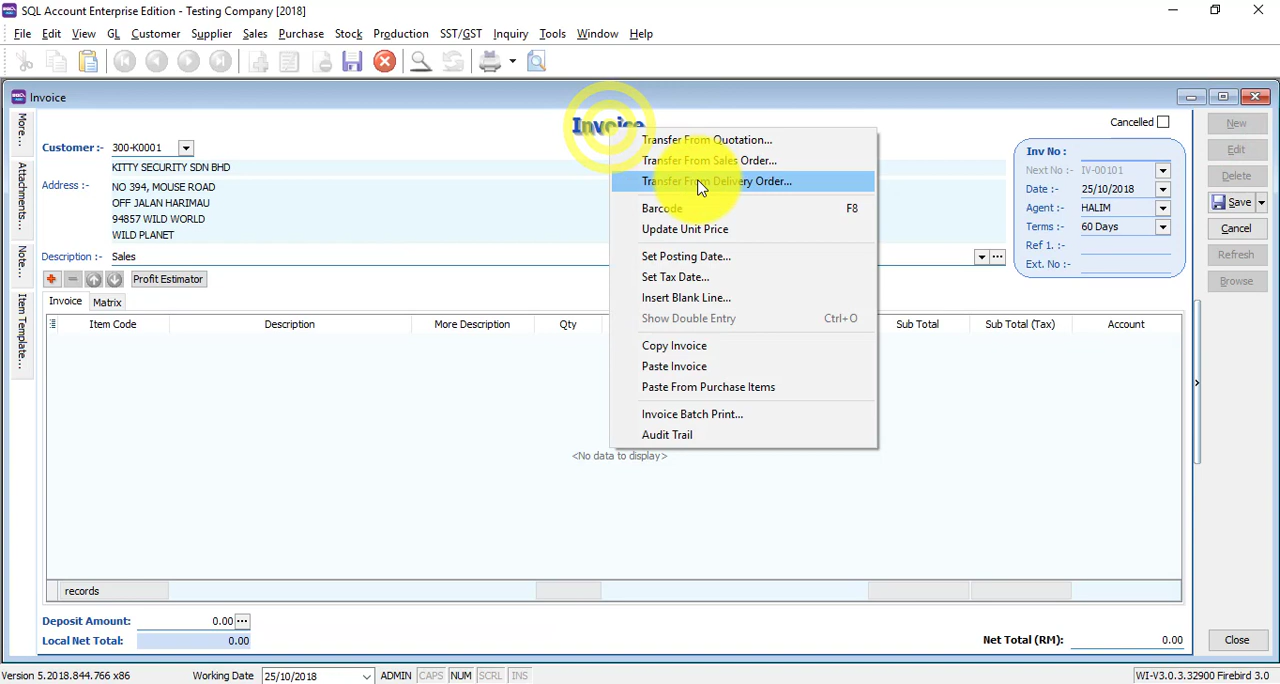 SQL Account Enterprise Edition - Testing Company [2018]
File Edit View GL Customer Supplier Sales Purchase Stock Production SST/GST Inquiry Tools Window Help
Invoice
Invoice
Cancelled
More...
Attachments...
Note...
Item Template...
Customer :- 300-K0001
KITTY SECURITY SDN BHD
Address :- NO 394, MOUSE ROAD
OFF JALAN HARIMAU
94857 WILD WORLD
WILD PLANET
Description :- Sales
Inv No :
Next No : IV-00101
Date : 25/10/2018
Agent : HALIM
Terms : 60 Days
Ref 1. :-
Ext. No :-
New
Edit
Delete
Save
Cancel
Refresh
Browse
Transfer From Quotation...
Transfer From Sales Order...
Transfer From Delivery Order...
Barcode F8
Update Unit Price
Set Posting Date...
Set Tax Date...
Insert Blank Line...
Show Double Entry Ctrl+O
Copy Invoice
Paste Invoice
Paste From Purchase Items
Invoice Batch Print...
Audit Trail
Profit Estimator
Invoice Matrix
Item Code Description More Description Qty Sub Total Sub Total (Tax) Account
<No data to display>
records
Deposit Amount: 0.00
Local Net Total: 0.00
Net Total (RM): 0.00
Close
Version 5.2018.844.766 x86 Working Date 25/10/2018 ADMIN CAPS NUM SCRL INS WI-V3.0.3.32900 Firebird 3.0